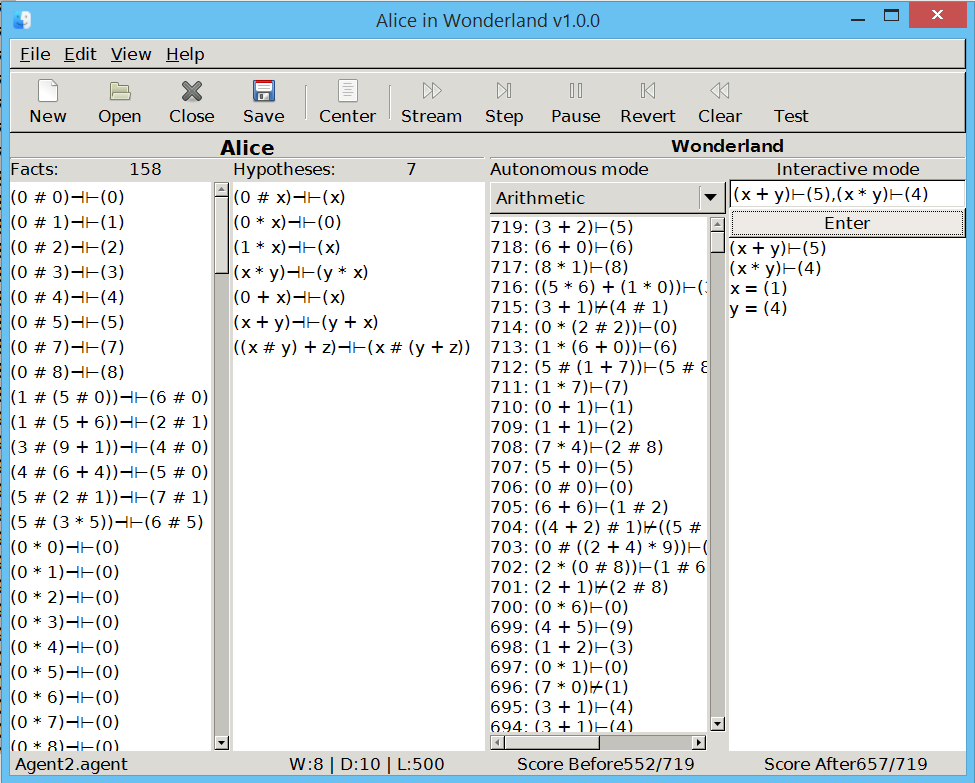 Alice in Wonderland v1.0.0
File Edit View Help
New Open Close Save Center Stream Step Pause Revert Clear Test
Alice
Facts: 158
(0 # 0)⊣⊢(0)
(0 # 1)⊣⊢(1)
(0 # 2)⊣⊢(2)
(0 # 3)⊣⊢(3)
(0 # 4)⊣⊢(4)
(0 # 5)⊣⊢(5)
(0 # 7)⊣⊢(7)
(0 # 8)⊣⊢(8)
(1 # (5 # 0))⊣⊢(6 # 0)
(1 # (5 + 6))⊣⊢(2 # 1)
(3 # (9 + 1))⊣⊢(4 # 0)
(4 # (6 + 4))⊣⊢(5 # 0)
(5 # (2 # 1))⊣⊢(7 # 1)
(5 # (3 * 5))⊣⊢(6 # 5)
(0 * 0)⊣⊢(0)
(0 * 1)⊣⊢(0)
(0 * 2)⊣⊢(0)
(0 * 3)⊣⊢(0)
(0 * 4)⊣⊢(0)
(0 * 5)⊣⊢(0)
(0 * 6)⊣⊢(0)
(0 * 7)⊣⊢(0)
(0 * 8)⊣⊢(0)
Hypotheses: 7
(0 # x)⊣⊢(x)
(0 * x)⊣⊢(0)
(1 * x)⊣⊢(x)
(x * y)⊣⊢(y * x)
(0 + x)⊣⊢(x)
(x + y)⊣⊢(y + x)
((x # y) + z)⊣⊢(x # (y + z))
Wonderland
Autonomous mode
Arithmetic
719: (3 + 2)⊢(5)
718: (6 + 0)⊢(6)
717: (8 * 1)⊢(8)
716: ((5 * 6) + (1 * 0))⊢(
715: (3 + 1)⊬(4 # 1)
714: (0 * (2 # 2))⊢(0)
713: (1 * (6 + 0))⊢(6)
712: (5 # (1 + 7))⊢(5 # 8
711: (1 * 7)⊢(7)
710: (0 + 1)⊢(1)
709: (1 + 1)⊢(2)
708: (7 * 4)⊢(2 # 8)
707: (5 + 0)⊢(5)
706: (0 # 0)⊢(0)
705: (6 + 6)⊢(1 # 2)
704: ((4 + 2) # 1)⊬((5 #
703: (0 # ((2 + 4) * 9))⊢(
702: (2 * (0 # 8))⊢(1 # 6
701: (2 + 1)⊬(2 # 8)
700: (0 * 6)⊢(0)
699: (4 + 5)⊢(9)
698: (1 + 2)⊢(3)
697: (0 * 1)⊢(0)
696: (7 * 0)⊬(1)
695: (3 + 1)⊢(4)
694: (3 + 1)⊢(4)
Interactive mode
(x + y)⊢(5),(x * y)⊢(4)
Enter
(x + y)⊢(5)
(x * y)⊢(4)
x = (1)
y = (4)
Agent2.agent W:8 | D:10 | L:500 Score Before552/719 Score After657/719